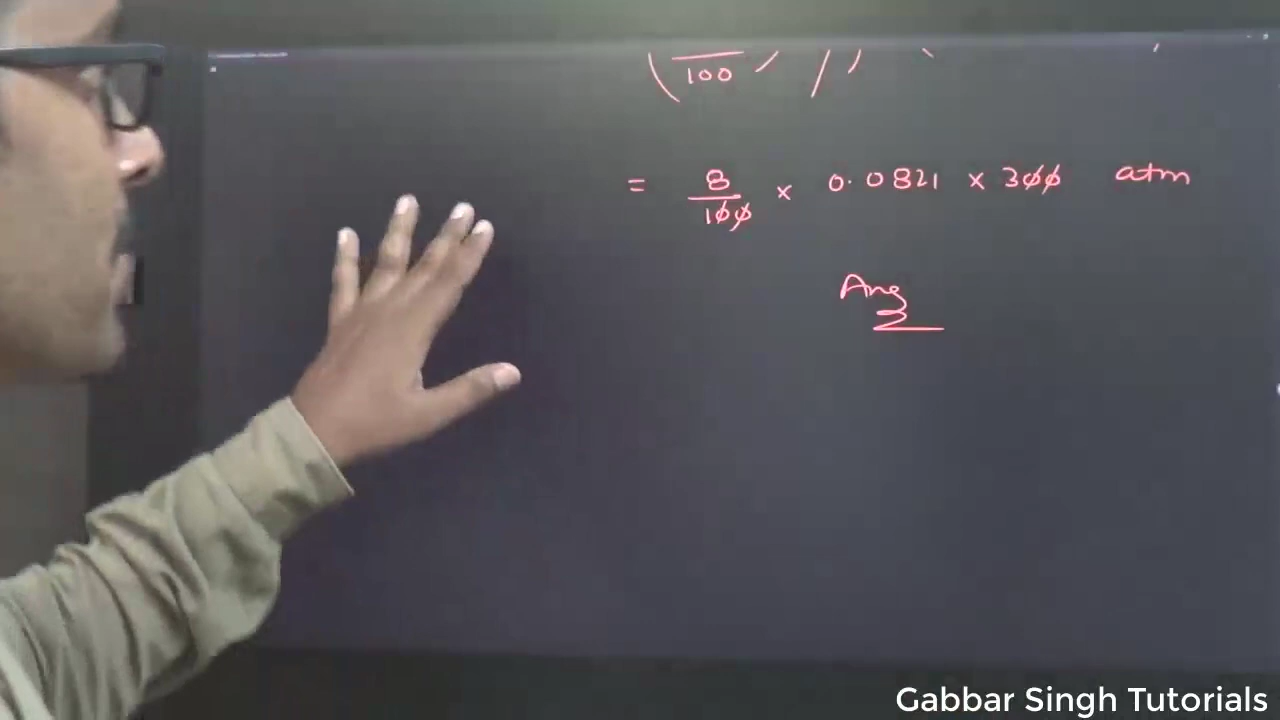 100
= 8/100 × 0.0821 × 300 atm
Ans
Gabbar Singh Tutorials